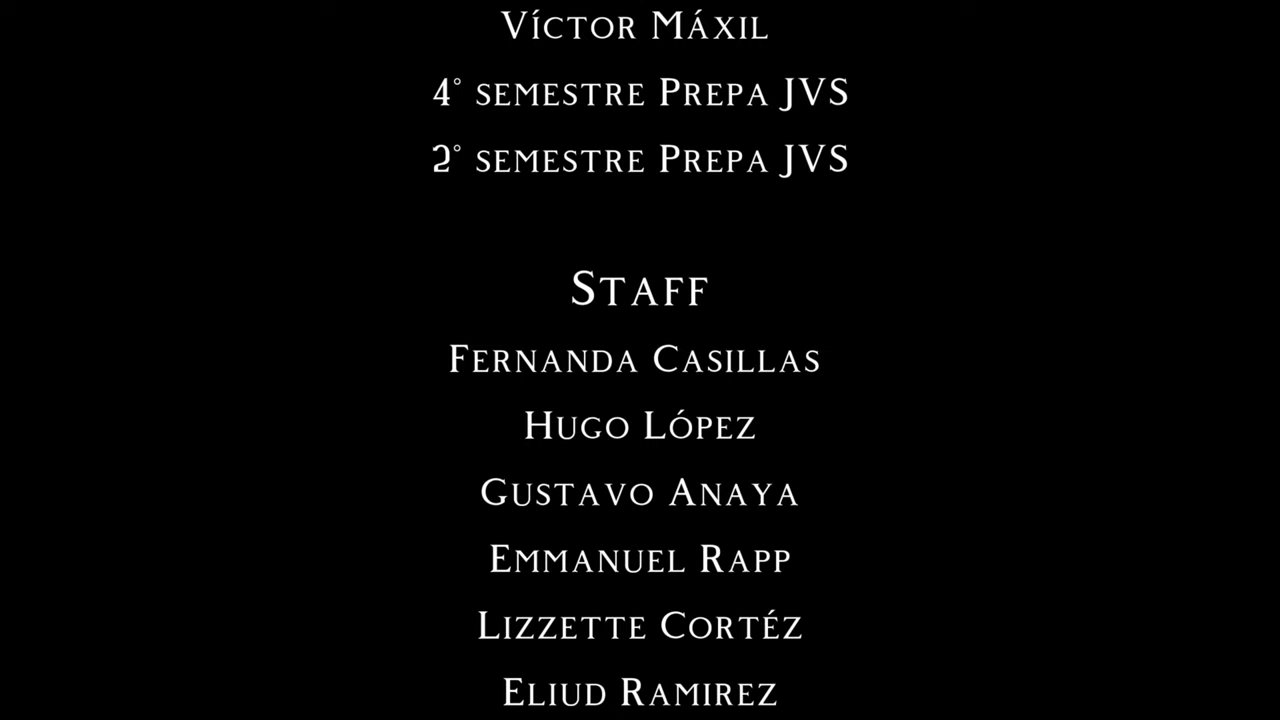 Víctor Máxil
4° semestre Prepa JVS
2° semestre Prepa JVS
Staff
Fernanda Casillas
Hugo López
Gustavo Anaya
Emmanuel Rapp
Lizzette Cortéz
Eliud Ramirez